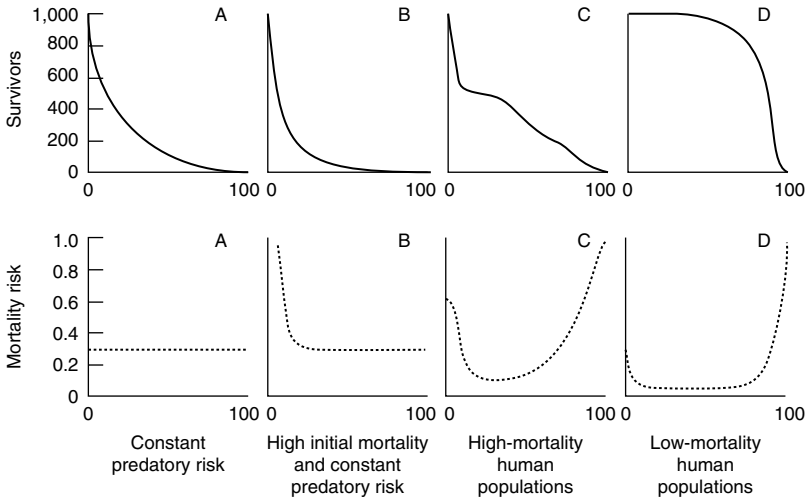 A B C D
1,000
800
600
400
200
0
Survivors
0 100 0 100 0 100 0 100
A B C D
1.0
0.8
0.6
0.4
0.2
0
Mortality risk
0 100 0 100 0 100 0 100
Constant
predatory risk
High initial mortality
and constant
predatory risk
High-mortality
human
populations
Low-mortality
human
populations